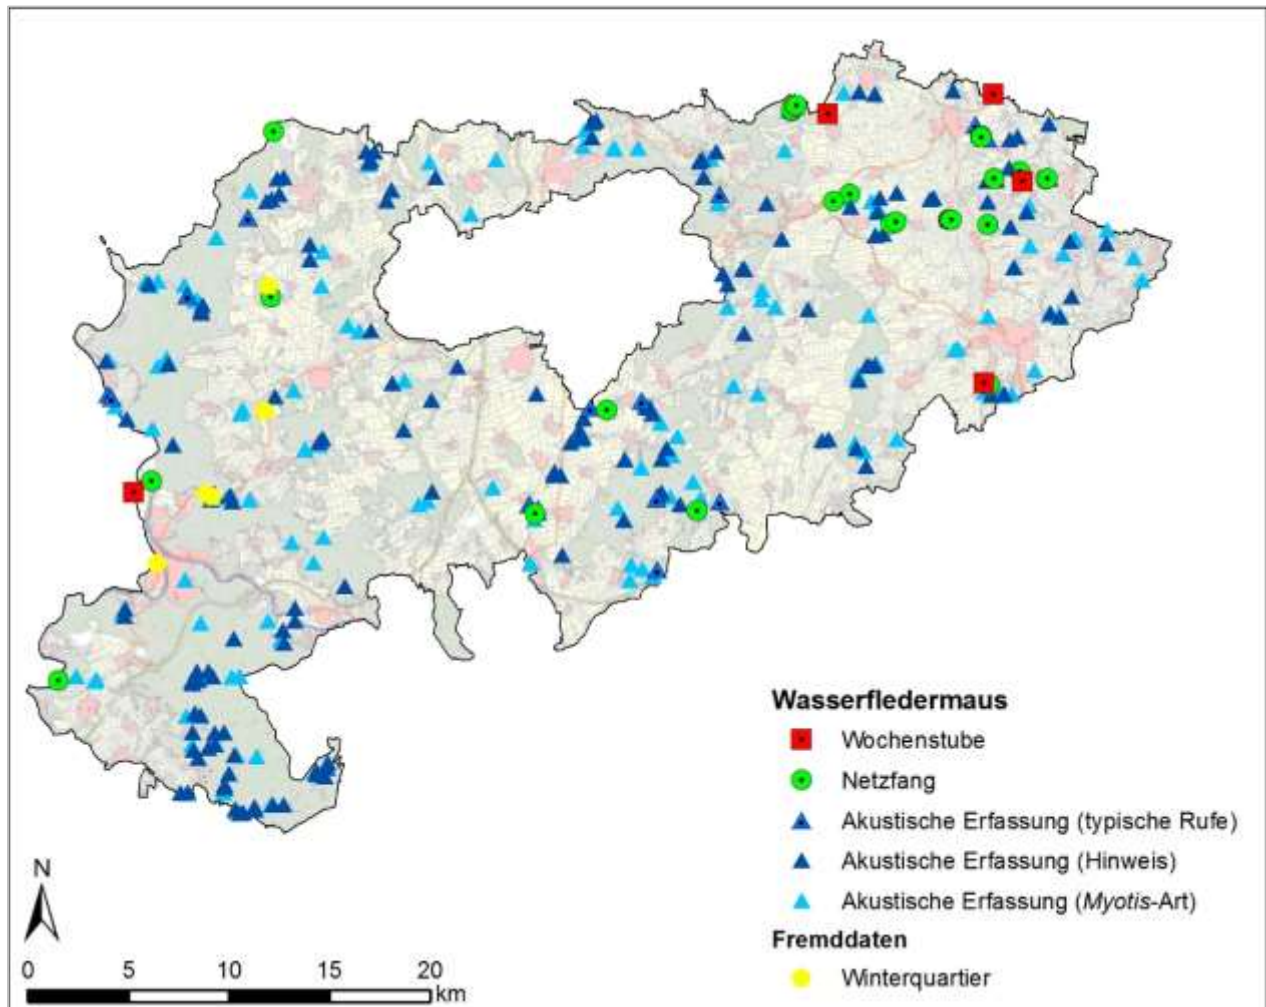 Wasserfledermaus
Wochenstube
Netzfang
Akustische Erfassung (typische Rufe)
Akustische Erfassung (Hinweis)
Akustische Erfassung (Myotis-Art)
Fremddaten
Winterquartier
N
0 5 10 15 20
km